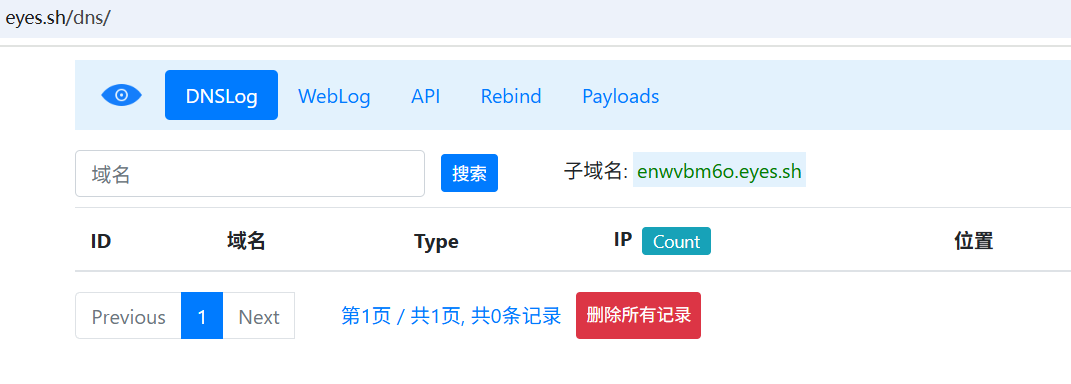 eyes.sh/dns/
DNSLog WebLog API Rebind Payloads
域名 搜索 子域名: enwvbm6o.eyes.sh
ID 域名 Type IP Count 位置
Previous 1 Next 第1页 / 共1页, 共0条记录 删除所有记录